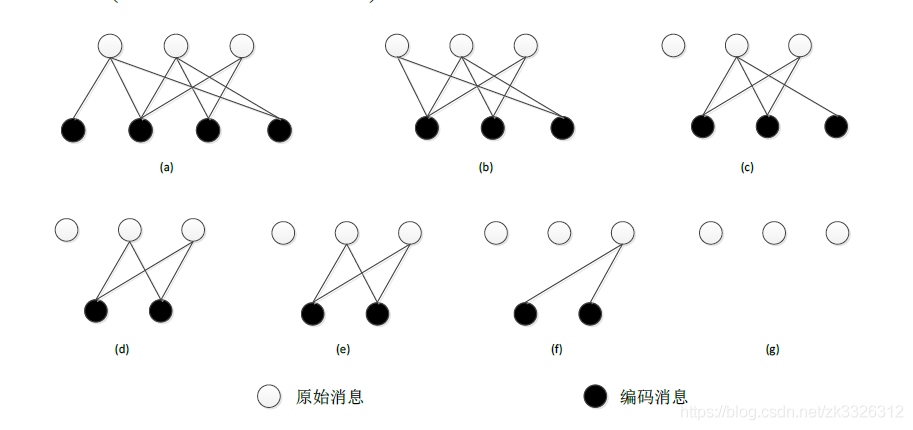 (a) (b) (c)
(d) (e) (f) (g)
原始消息 编码消息
https://blog.csdn.net/zk3326312